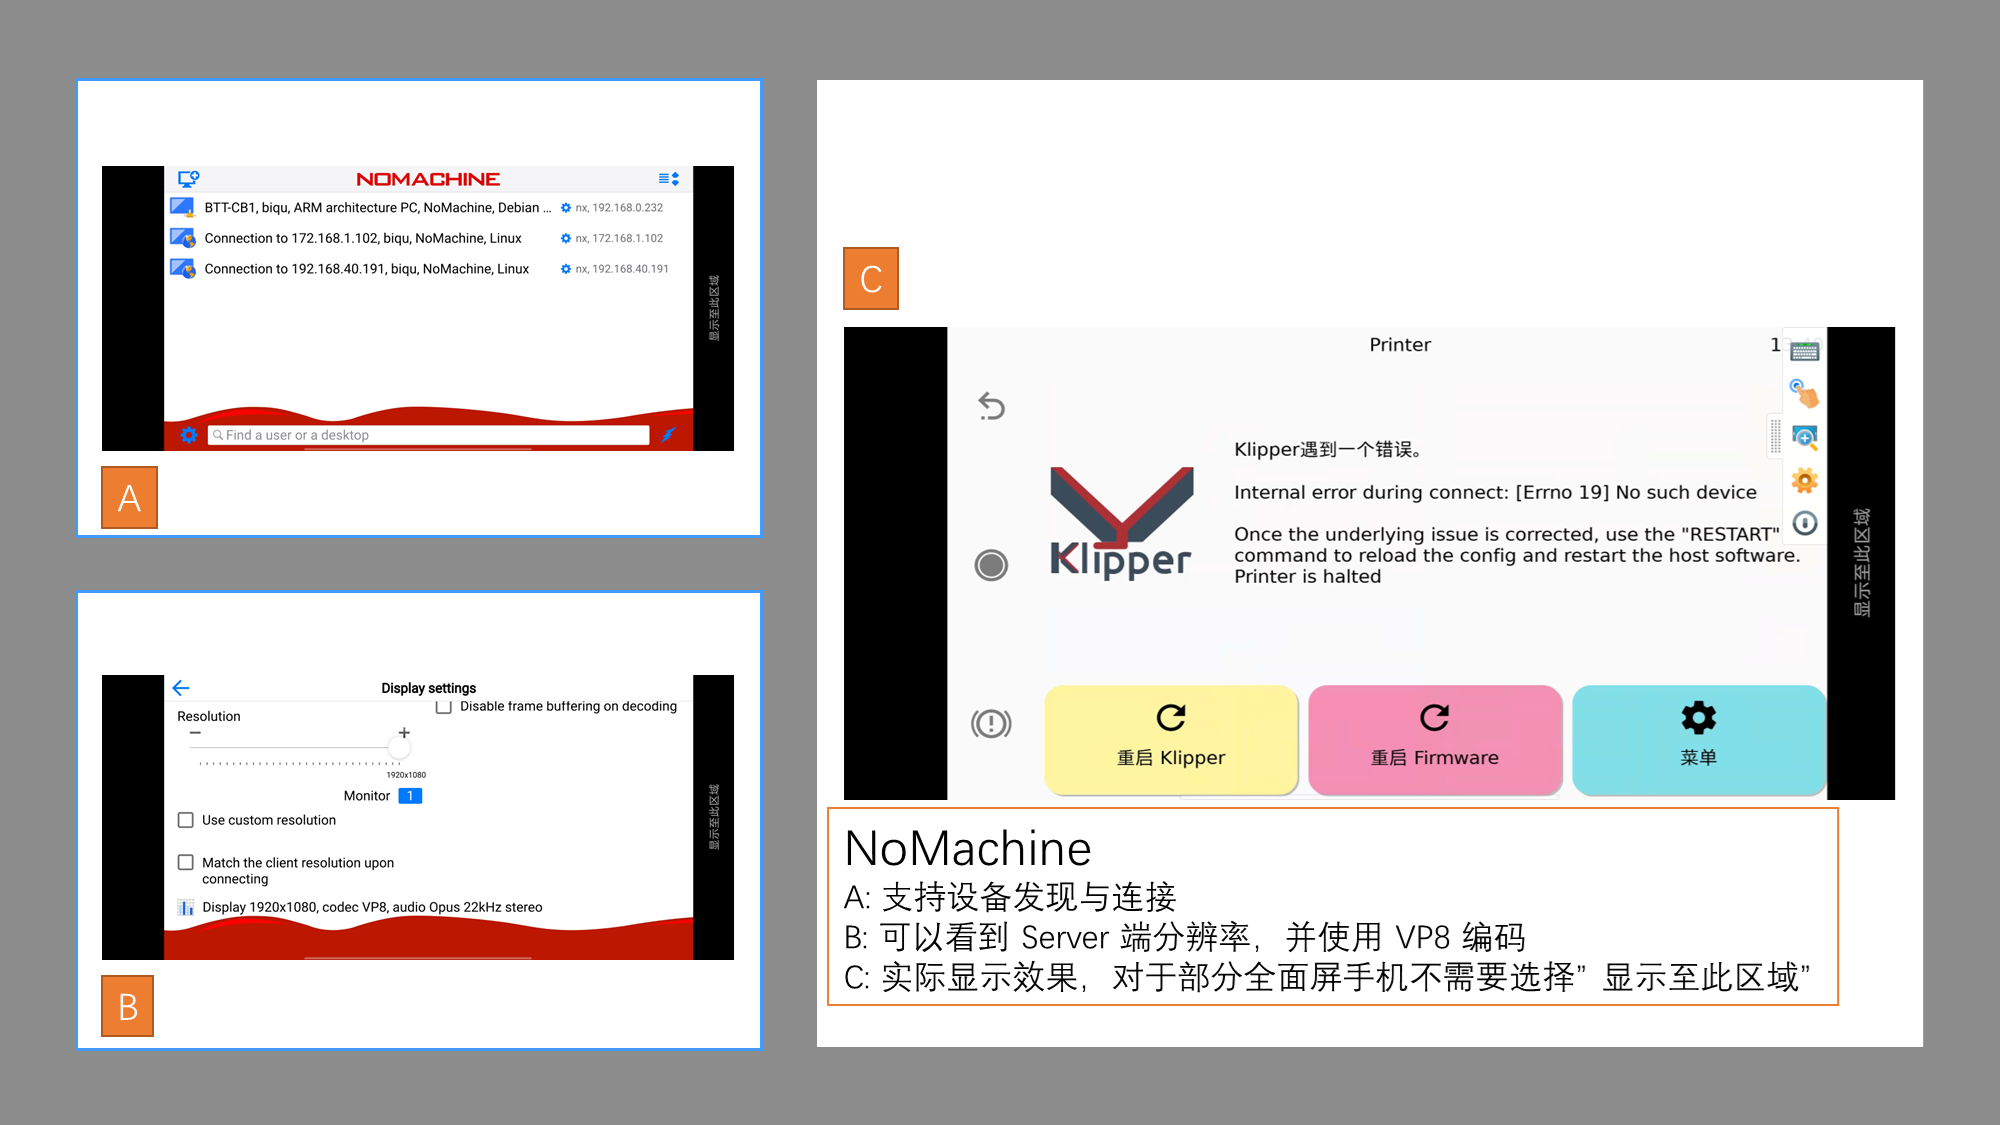 NOMACHINE
BTT-CB1, biqu, ARM architecture PC, NoMachine, Debian ... nx, 192.168.0.232
Connection to 172.168.1.102, biqu, NoMachine, Linux nx, 172.168.1.102
Connection to 192.168.40.191, biqu, NoMachine, Linux nx, 192.168.40.191
显示至此区域
Find a user or a desktop
A
Display settings
Disable frame buffering on decoding
Resolution
1920x1080
Monitor 1
Use custom resolution
Match the client resolution upon
connecting
Display 1920x1080, codec VP8, audio Opus 22kHz stereo
显示至此区域
B
C
Printer
Klipper遇到一个错误。
Internal error during connect: [Errno 19] No such device
Once the underlying issue is corrected, use the "RESTART"
command to reload the config and restart the host software.
Printer is halted
Klipper
显示至此区域
重启 Klipper
重启 Firmware
菜单
NoMachine
A: 支持设备发现与连接
B: 可以看到 Server 端分辨率，并使用 VP8 编码
C: 实际显示效果，对于部分全面屏手机不需要选择” 显示至此区域”